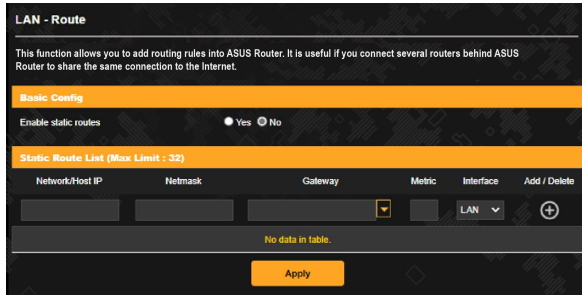 LAN - Route
This function allows you to add routing rules into ASUS Router. It is useful if you connect several routers behind ASUS
Router to share the same connection to the Internet.
Basic Config
Enable static routes Yes No
Static Route List (Max Limit : 32)
Network/Host IP Netmask Gateway Metric Interface Add / Delete
LAN
No data in table.
Apply